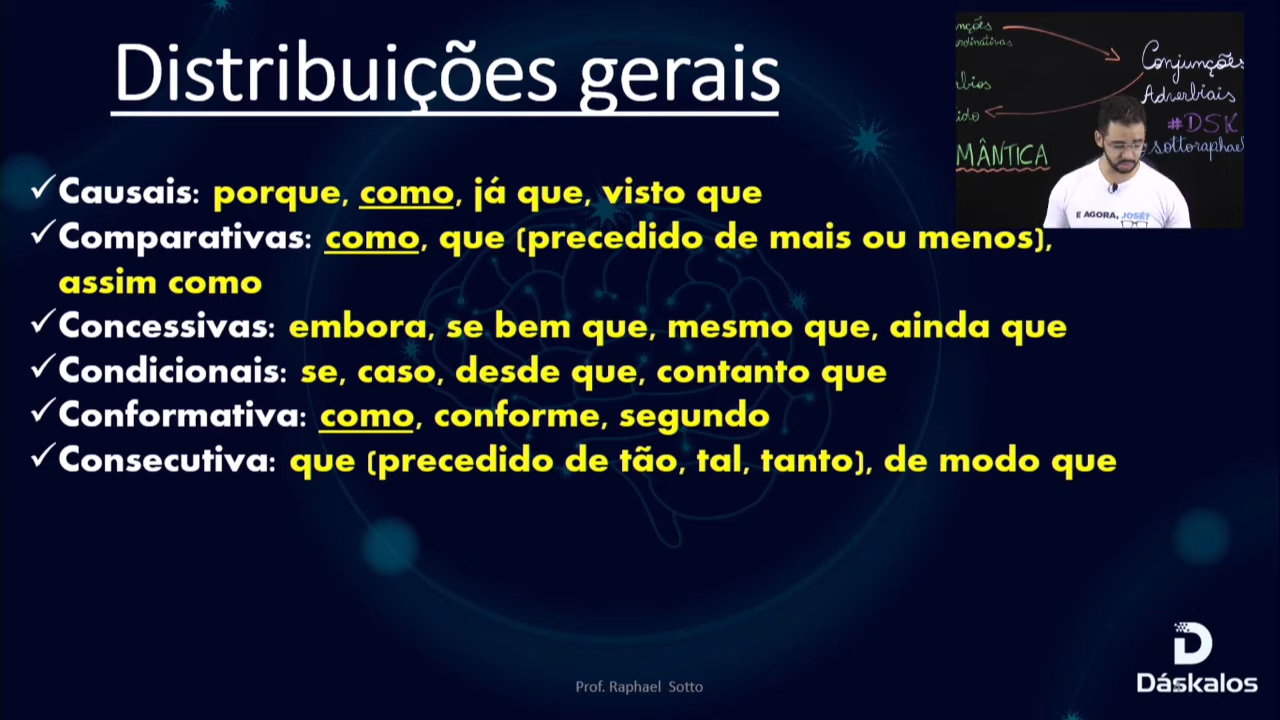 Distribuições gerais
✓Causais: porque, como, já que, visto que
✓Comparativas: como, que (precedido de mais ou menos),
assim como
✓Concessivas: embora, se bem que, mesmo que, ainda que
✓Condicionais: se, caso, desde que, contanto que
✓Conformativa: como, conforme, segundo
✓Consecutiva: que (precedido de tão, tal, tanto), de modo que
Conjunções
Adverbiais
#DSK
sottoraphael
MÂNTICA
E AGORA, JOSÉ?
Prof. Raphael Sotto
Dáskalos